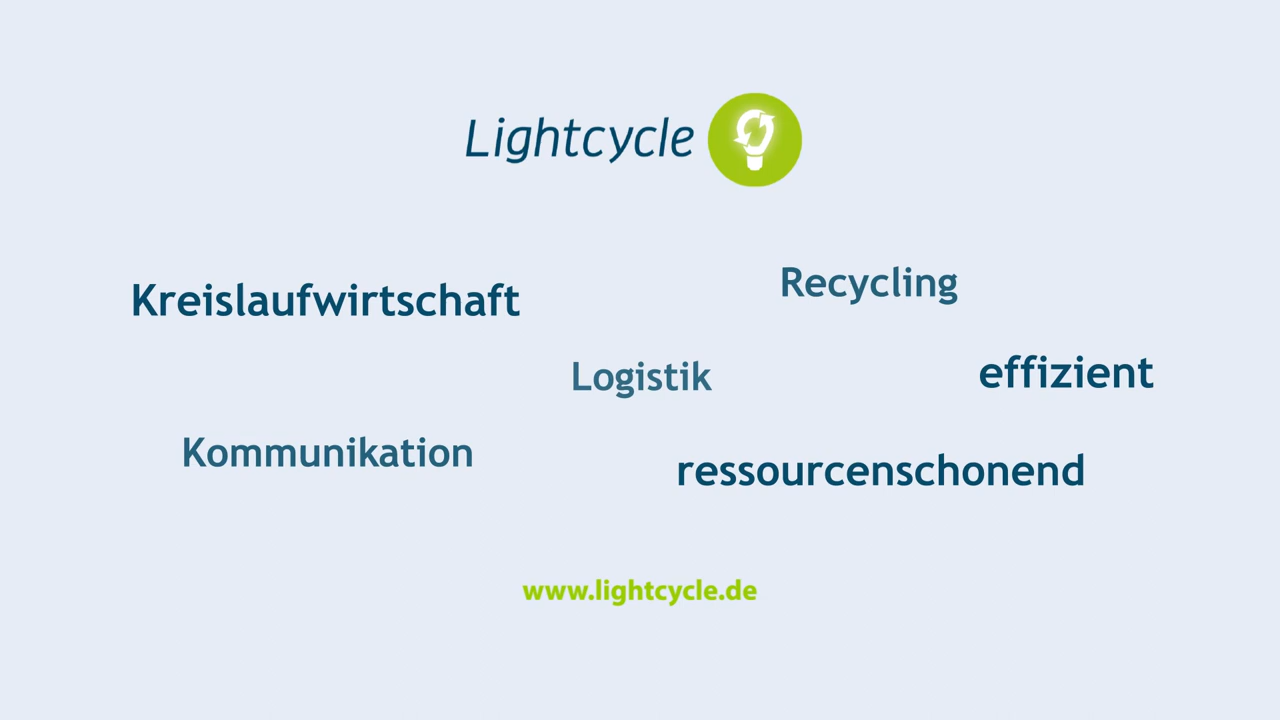 Lightcycle
Recycling
Kreislaufwirtschaft
Logistik
effizient
Kommunikation
ressourcenschonend
www.lightcycle.de